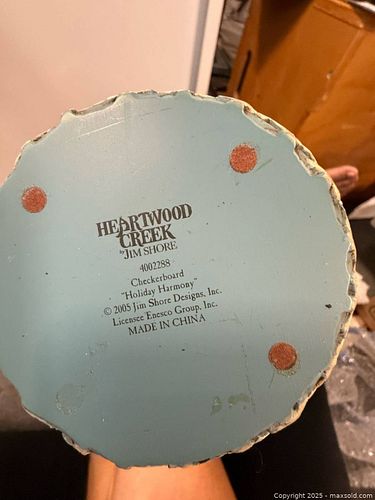 HEARTWOOD
CREEK
by JIM SHORE
4002288
Checkerboard
"Holiday Harmony"
© 2005 Jim Shore Designs, Inc.
Licensee Enesco Group, Inc.
MADE IN CHINA
Copyright © 2025 - maxsold.com